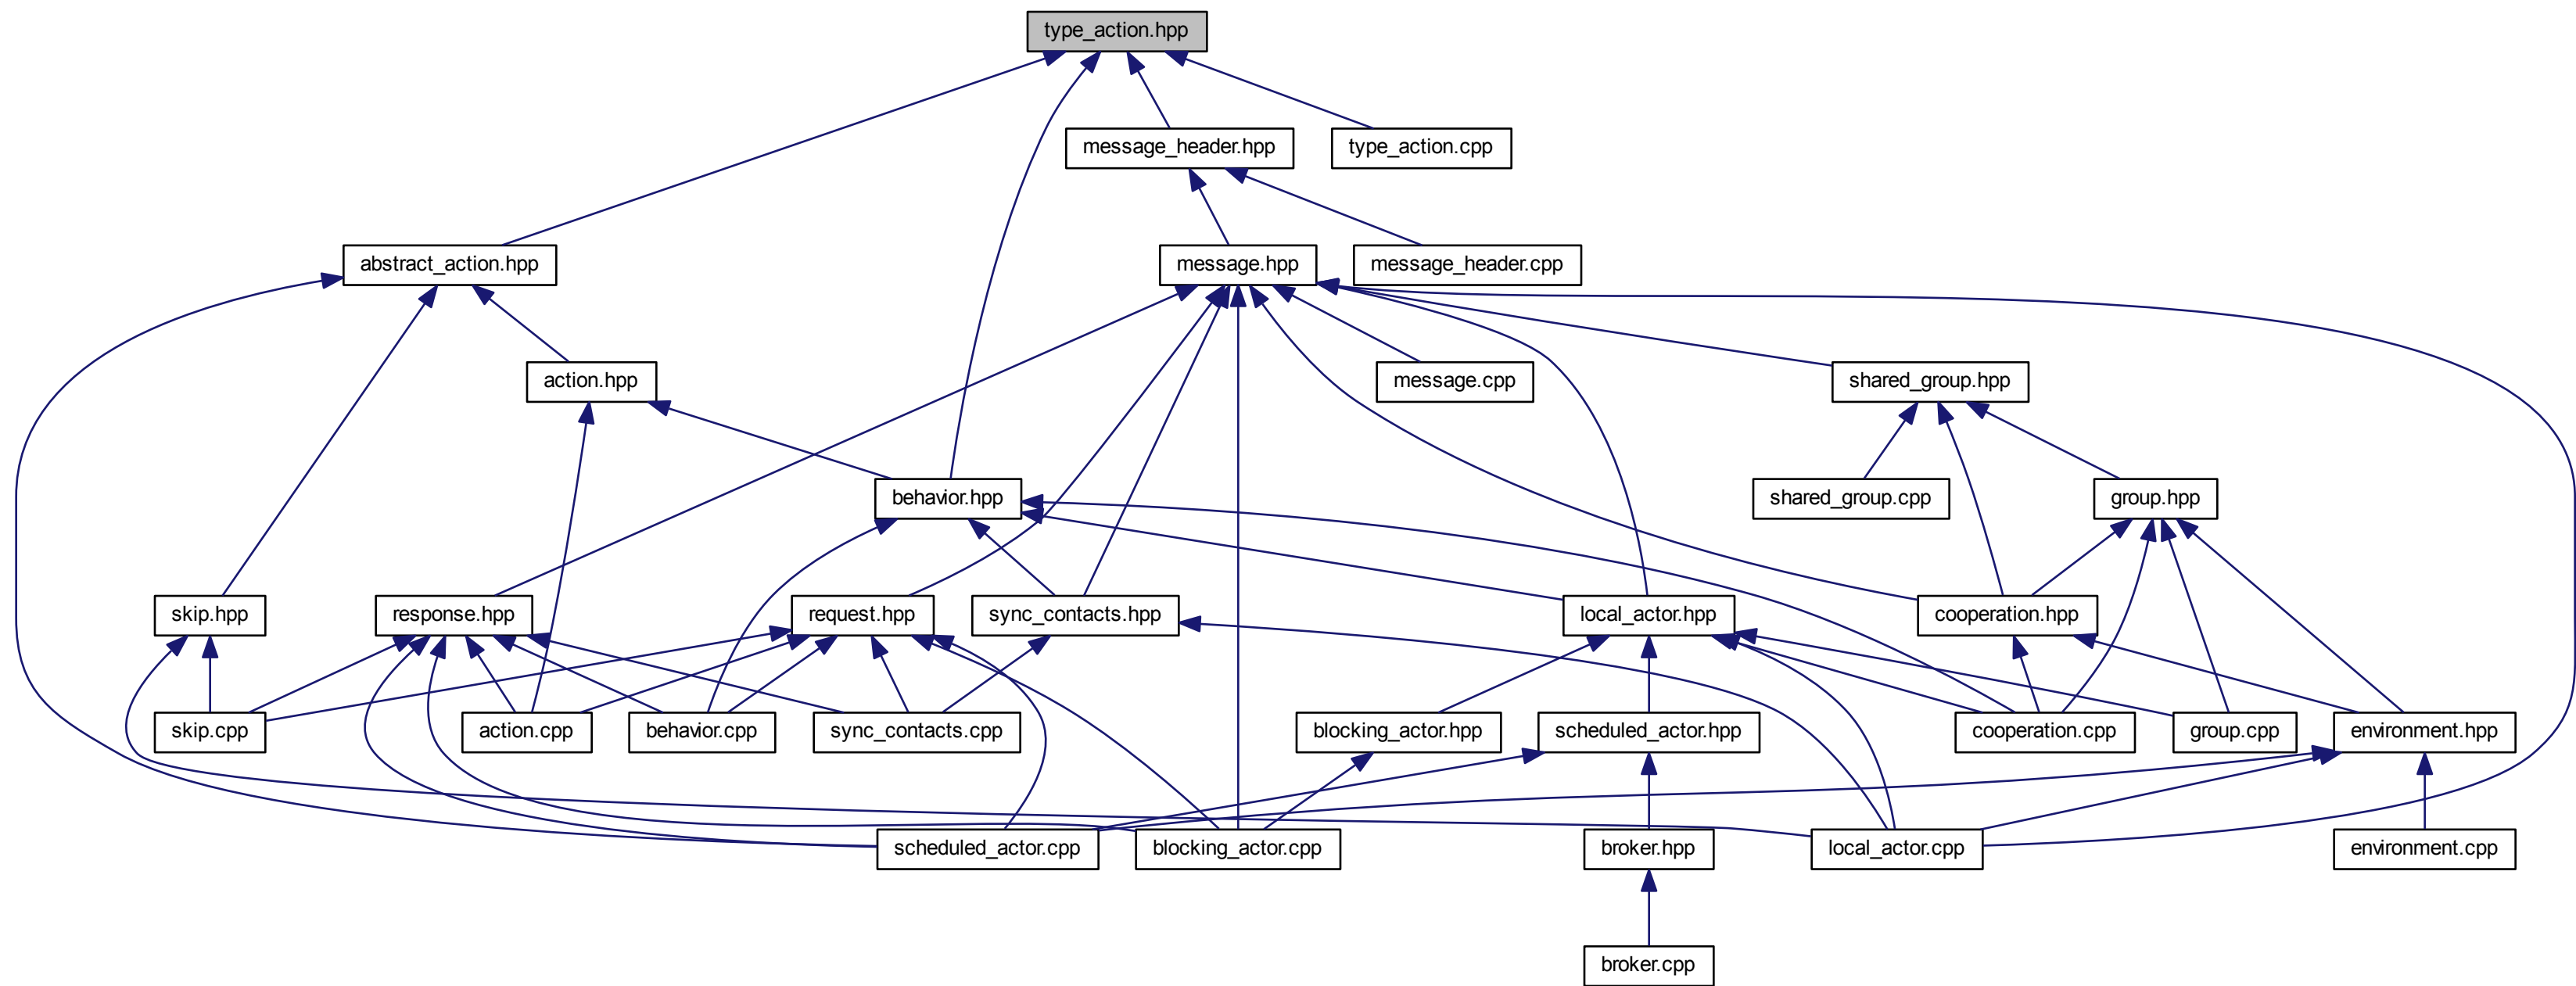 type_action.hpp
message_header.hpp
type_action.cpp
abstract_action.hpp
message.hpp
message_header.cpp
action.hpp
message.cpp
shared_group.hpp
behavior.hpp
shared_group.cpp
group.hpp
skip.hpp
response.hpp
request.hpp
sync_contacts.hpp
local_actor.hpp
cooperation.hpp
skip.cpp
action.cpp
behavior.cpp
sync_contacts.cpp
blocking_actor.hpp
scheduled_actor.hpp
cooperation.cpp
group.cpp
environment.hpp
scheduled_actor.cpp
blocking_actor.cpp
broker.hpp
local_actor.cpp
environment.cpp
broker.cpp